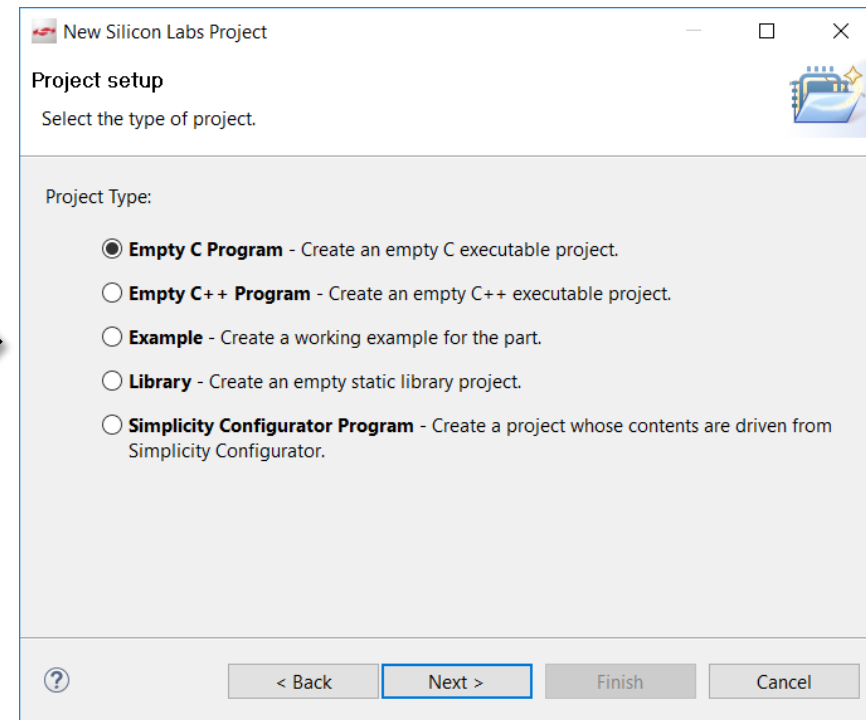 New Silicon Labs Project
Project setup
Select the type of project.
Project Type:
Empty C Program - Create an empty C executable project.
Empty C++ Program - Create an empty C++ executable project.
Example - Create a working example for the part.
Library - Create an empty static library project.
Simplicity Configurator Program - Create a project whose contents are driven from
Simplicity Configurator.
? < Back Next > Finish Cancel